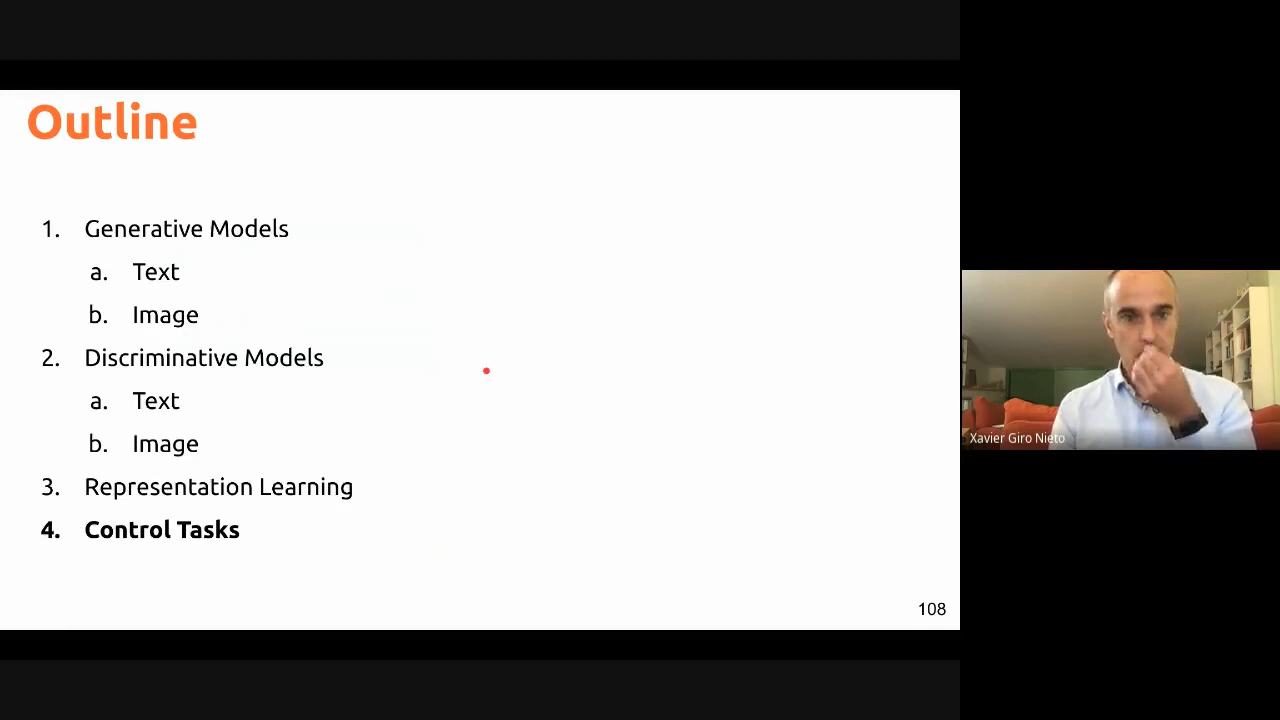 Outline
1. Generative Models
a. Text
b. Image
2. Discriminative Models
a. Text
b. Image
3. Representation Learning
4. Control Tasks
108
Xavier Giro Nieto